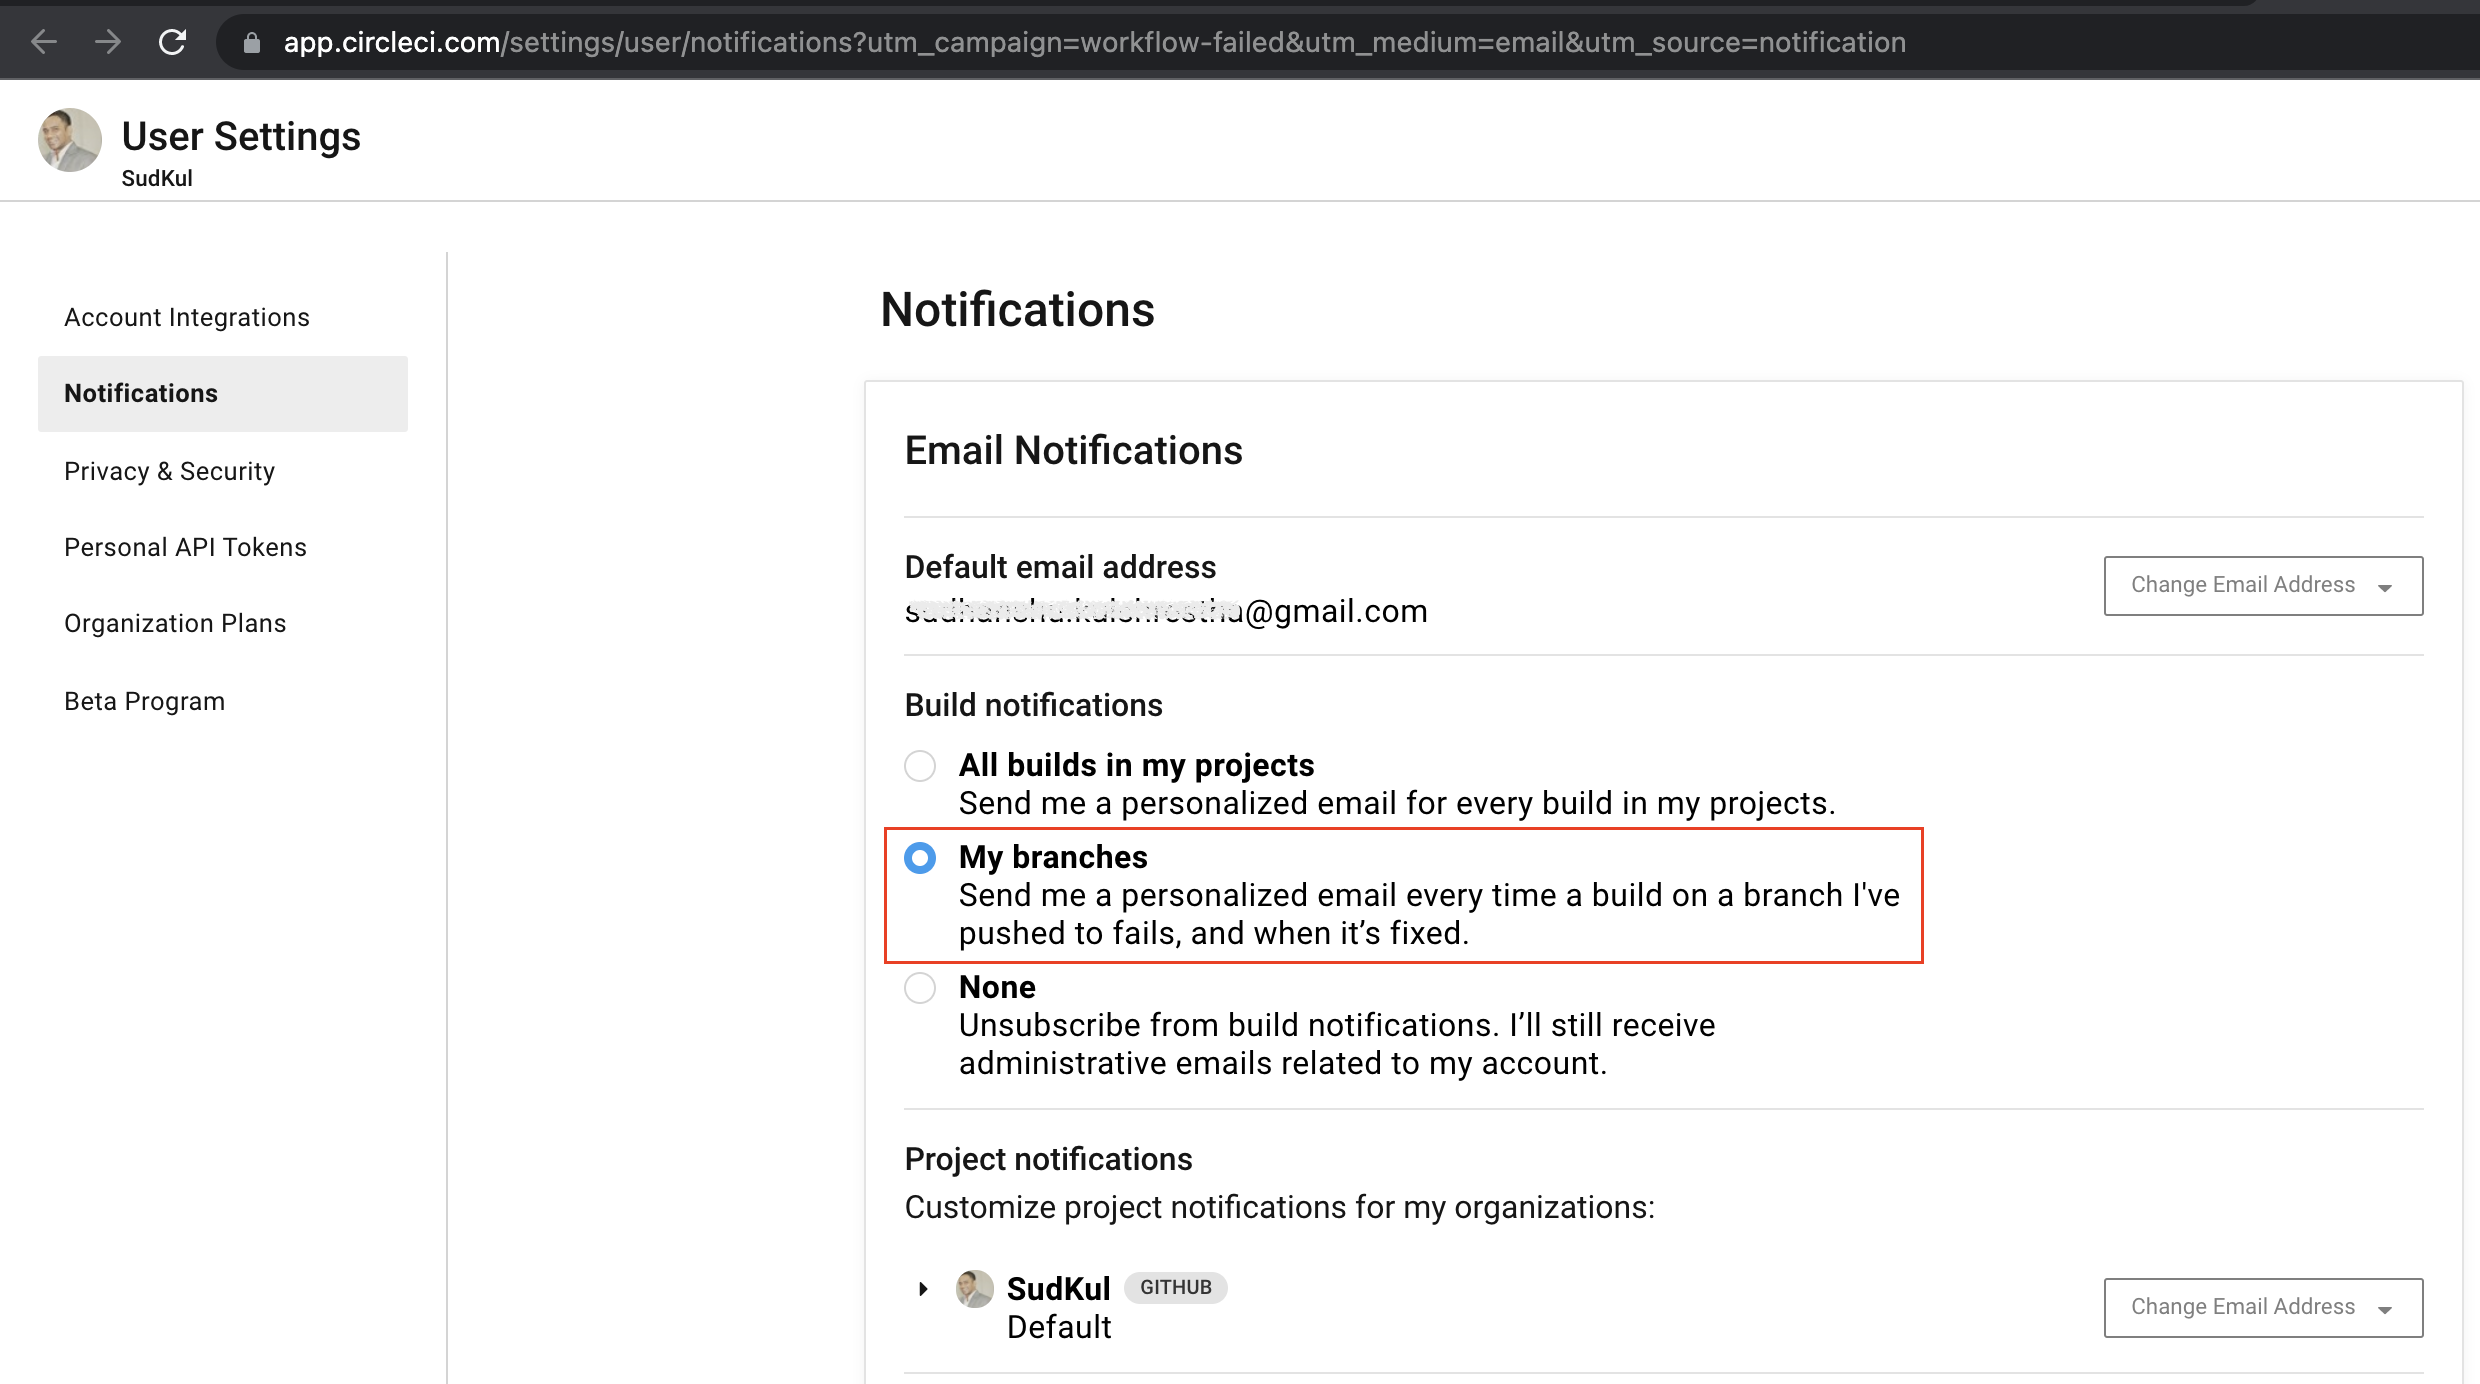 app.circleci.com/settings/user/notifications?utm_campaign=workflow-failed&utm_medium=email&utm_source=notification
User Settings
SudKul
Account Integrations
Notifications
Privacy & Security
Personal API Tokens
Organization Plans
Beta Program
Notifications
Email Notifications
Default email address
@gmail.com
Change Email Address
Build notifications
All builds in my projects
Send me a personalized email for every build in my projects.
My branches
Send me a personalized email every time a build on a branch I've
pushed to fails, and when it’s fixed.
None
Unsubscribe from build notifications. I’ll still receive
administrative emails related to my account.
Project notifications
Customize project notifications for my organizations:
SudKul GITHUB
Default
Change Email Address